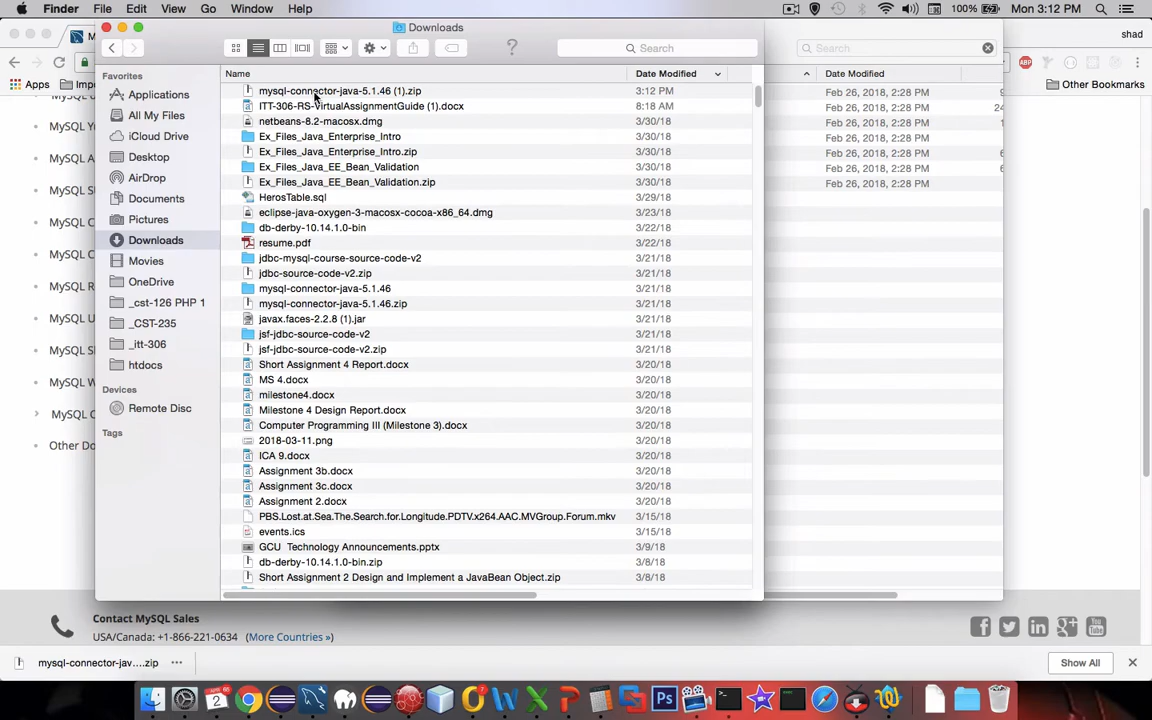 Finder File Edit View Go Window Help
100% Mon 3:12 PM
Downloads
M
shad
Search
Search
Apps
Other Bookmarks
Favorites
Applications
All My Files
iCloud Drive
Desktop
AirDrop
Documents
Pictures
Downloads
Movies
OneDrive
_cst-126 PHP 1
_CST-235
_itt-306
htdocs
Devices
Remote Disc
Tags
Name Date Modified
mysql-connector-java-5.1.46 (1).zip 3:12 PM
ITT-306-RS-VirtualAssignmentGuide (1).docx 8:18 AM
netbeans-8.2-macosx.dmg 3/30/18
Ex_Files_Java_Enterprise_Intro 3/30/18
Ex_Files_Java_Enterprise_Intro.zip 3/30/18
Ex_Files_Java_EE_Bean_Validation 3/30/18
Ex_Files_Java_EE_Bean_Validation.zip 3/30/18
HerosTable.sql 3/29/18
eclipse-java-oxygen-3-macosx-cocoa-x86_64.dmg 3/23/18
db-derby-10.14.1.0-bin 3/22/18
resume.pdf 3/22/18
jdbc-mysql-course-source-code-v2 3/21/18
jdbc-source-code-v2.zip 3/21/18
mysql-connector-java-5.1.46 3/21/18
mysql-connector-java-5.1.46.zip 3/21/18
javax.faces-2.2.8 (1).jar 3/21/18
jsf-jdbc-source-code-v2 3/21/18
jsf-jdbc-source-code-v2.zip 3/21/18
Short Assignment 4 Report.docx 3/20/18
MS 4.docx 3/20/18
milestone4.docx 3/20/18
Milestone 4 Design Report.docx 3/20/18
Computer Programming III (Milestone 3).docx 3/20/18
2018-03-11.png 3/20/18
ICA 9.docx 3/20/18
Assignment 3b.docx 3/20/18
Assignment 3c.docx 3/20/18
Assignment 2.docx 3/20/18
PBS.Lost.at.Sea.The.Search.for.Longitude.PDTV.x264.AAC.MVGroup.Forum.mkv 3/15/18
events.ics 3/15/18
GCU Technology Announcements.pptx 3/9/18
db-derby-10.14.1.0-bin.zip 3/8/18
Short Assignment 2 Design and Implement a JavaBean Object.zip 3/8/18
Date Modified
Feb 26, 2018, 2:28 PM
Feb 26, 2018, 2:28 PM
Feb 26, 2018, 2:28 PM
Feb 26, 2018, 2:28 PM
Feb 26, 2018, 2:28 PM
Feb 26, 2018, 2:28 PM
Feb 26, 2018, 2:28 PM
MySQL
MySQL
MySQL
MySQL
MySQL
MySQL
MySQL
MySQL
MySQL
MySQL
Other Do
Contact MySQL Sales
USA/Canada: +1-866-221-0634 (More Countries »)
mysql-connector-jav....zip
Show All